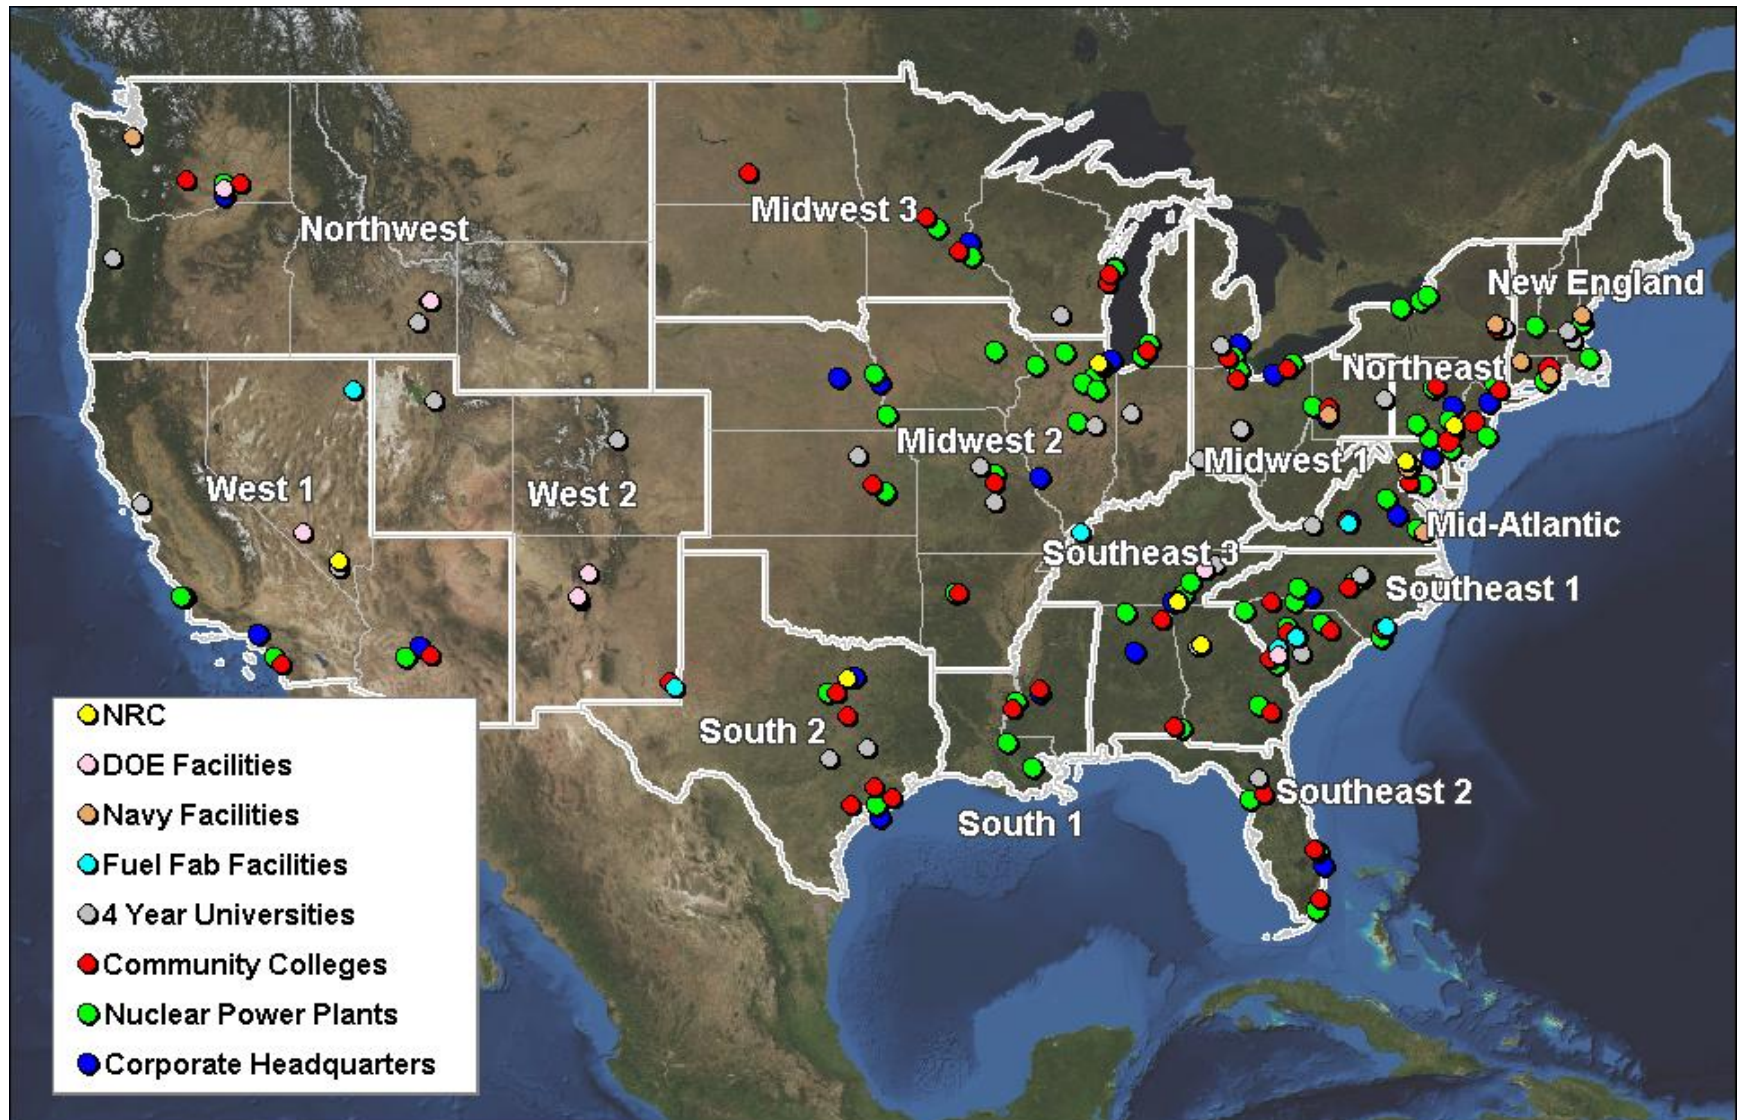 Northwest
Midwest 3
New England
Northeast
Midwest 2
Midwest 1
West 1
West 2
Mid-Atlantic
Southeast 3
Southeast 1
South 2
Southeast 2
South 1
NRC
DOE Facilities
Navy Facilities
Fuel Fab Facilities
4 Year Universities
Community Colleges
Nuclear Power Plants
Corporate Headquarters